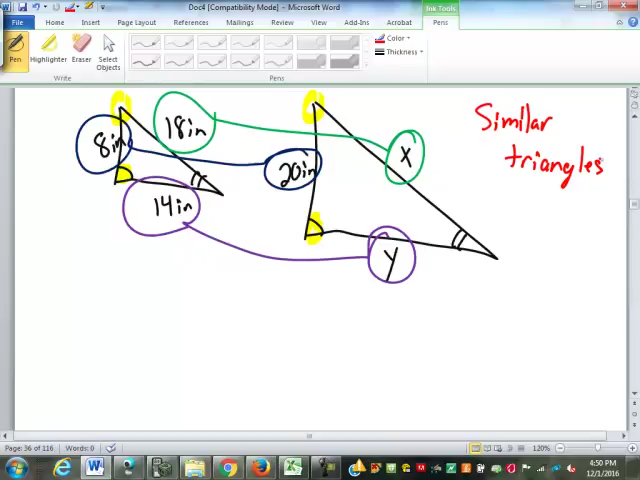 Doc4 [Compatibility Mode] - Microsoft Word
Ink Tools
File Home Insert Page Layout References Mailings Review View Add-Ins Acrobat Pens
Pen
Highlighter
Eraser
Select Objects
Color
Thickness
Write
Pens
Similar
triangles
18in
8in
20in
X
14in
y
Page: 36 of 116 Words: 0
120%
4:50 PM
12/1/2016